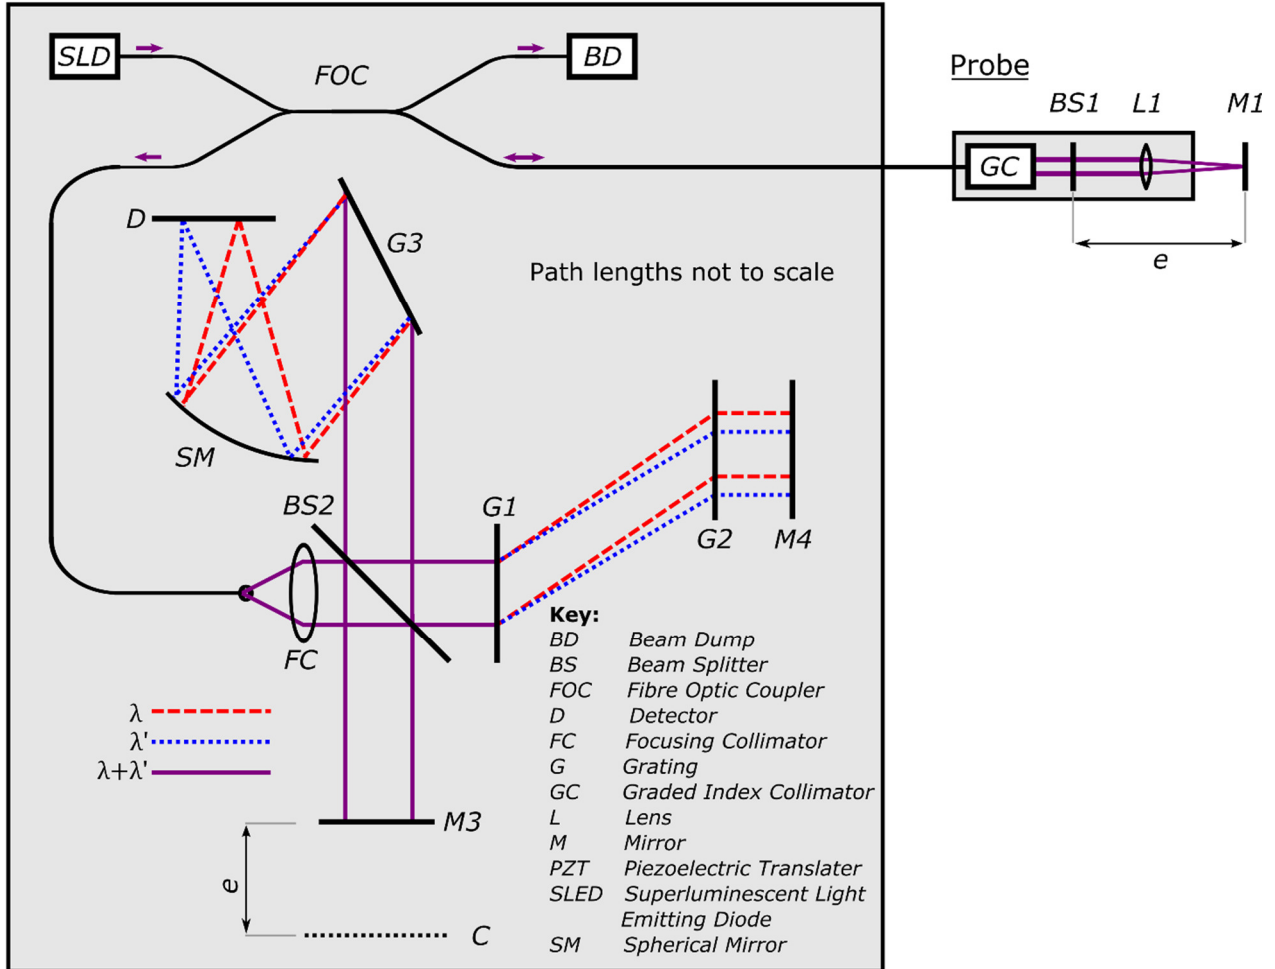 SLD
BD
FOC
Probe
BS1
L1
M1
GC
e
D
G3
Path lengths not to scale
SM
BS2
G1
G2
M4
FC
λ
λ'
λ+λ'
M3
e
C
Key:
BD Beam Dump
BS Beam Splitter
FOC Fibre Optic Coupler
D Detector
FC Focusing Collimator
G Grating
GC Graded Index Collimator
L Lens
M Mirror
PZT Piezoelectric Translater
SLED Superluminescent Light
Emitting Diode
SM Spherical Mirror